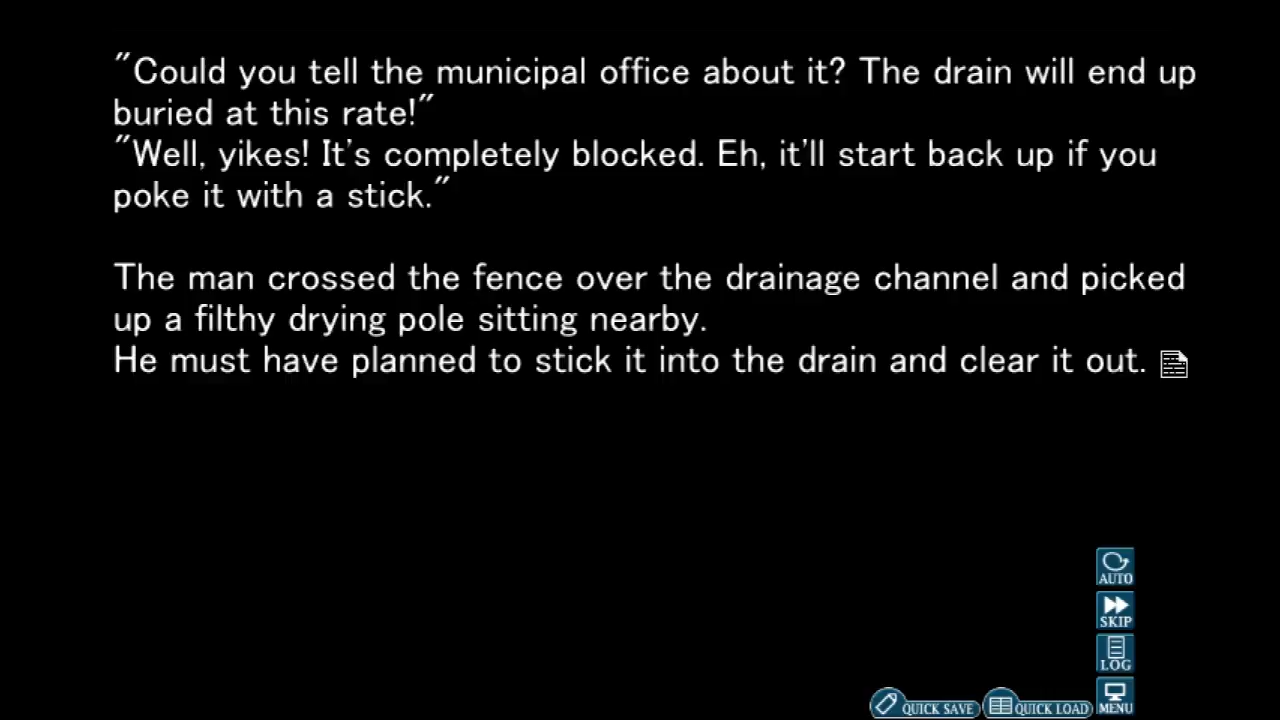 "Could you tell the municipal office about it? The drain will end up
buried at this rate!"
"Well, yikes! It's completely blocked. Eh, it'll start back up if you
poke it with a stick."
The man crossed the fence over the drainage channel and picked
up a filthy drying pole sitting nearby.
He must have planned to stick it into the drain and clear it out.
AUTO
SKIP
LOG
MENU
QUICK SAVE
QUICK LOAD